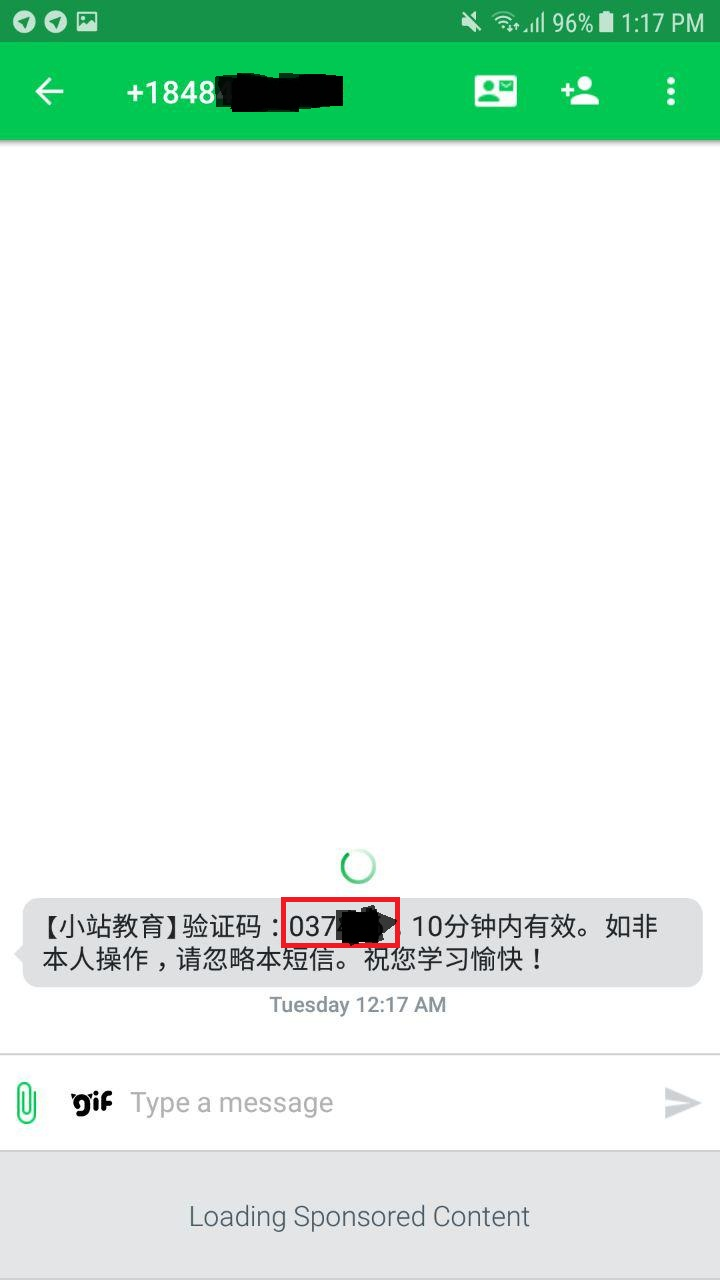 96% 1:17 PM
+1848
【小站教育】验证码：037 10分钟内有效。如非
本人操作，请忽略本短信。祝您学习愉快！
Tuesday 12:17 AM
GIF Type a message
Loading Sponsored Content